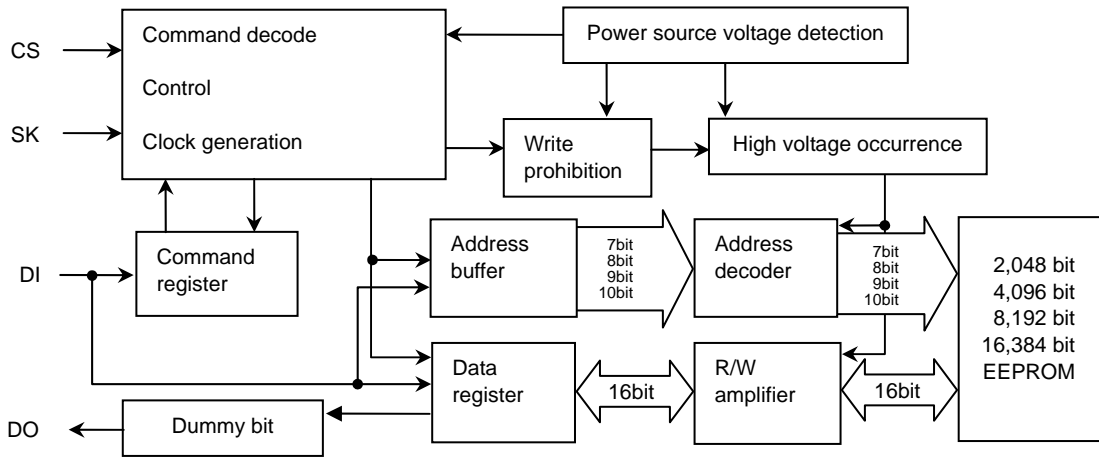 CS
SK
DI
DO
Command decode
Control
Clock generation
Power source voltage detection
Write
prohibition
High voltage occurrence
Command
register
Address
buffer
7bit
8bit
9bit
10bit
Address
decoder
7bit
8bit
9bit
10bit
2,048 bit
4,096 bit
8,192 bit
16,384 bit
EEPROM
Data
register
16bit
R/W
amplifier
16bit
Dummy bit